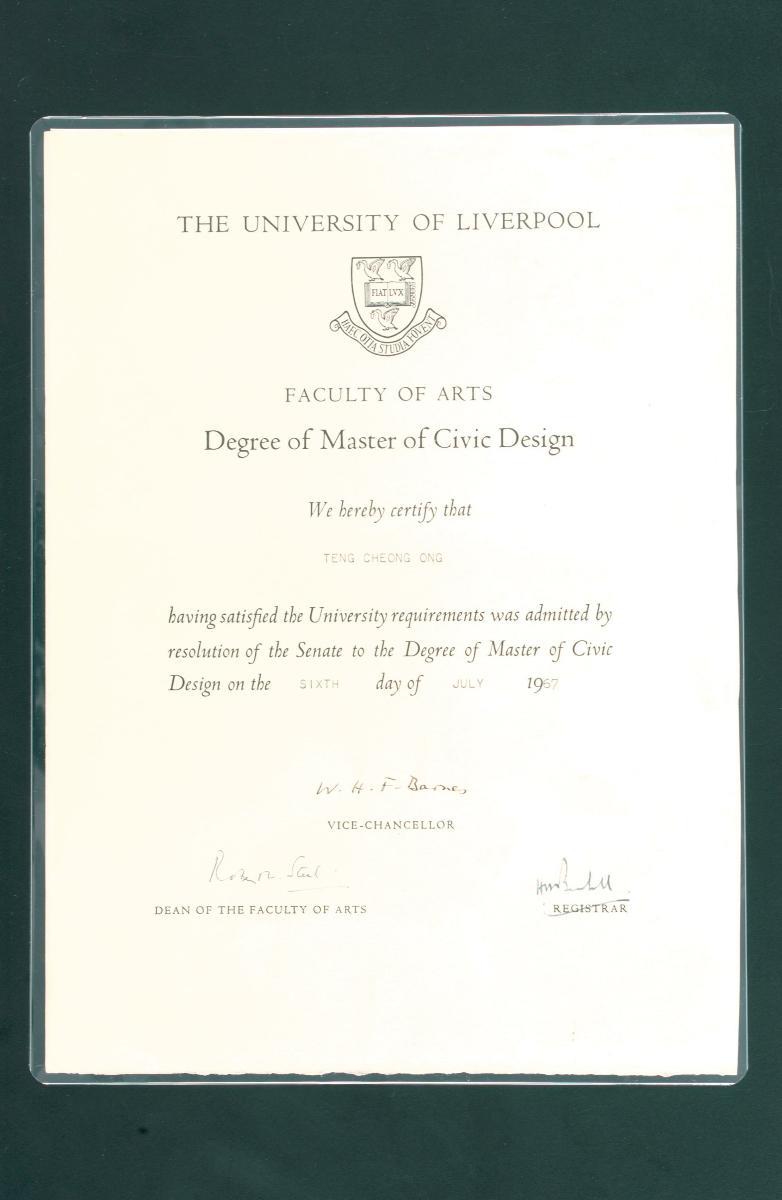 THE UNIVERSITY OF LIVERPOOL
FIAT LVX
HAEC OTIA STUDIA FOVENT
FACULTY OF ARTS
Degree of Master of Civic Design
We hereby certify that
TENG CHEONG ONG
having satisfied the University requirements was admitted by
resolution of the Senate to the Degree of Master of Civic
Design on the SIXTH day of JULY 1967
W. H. F. Barnes
VICE-CHANCELLOR
DEAN OF THE FACULTY OF ARTS
REGISTRAR